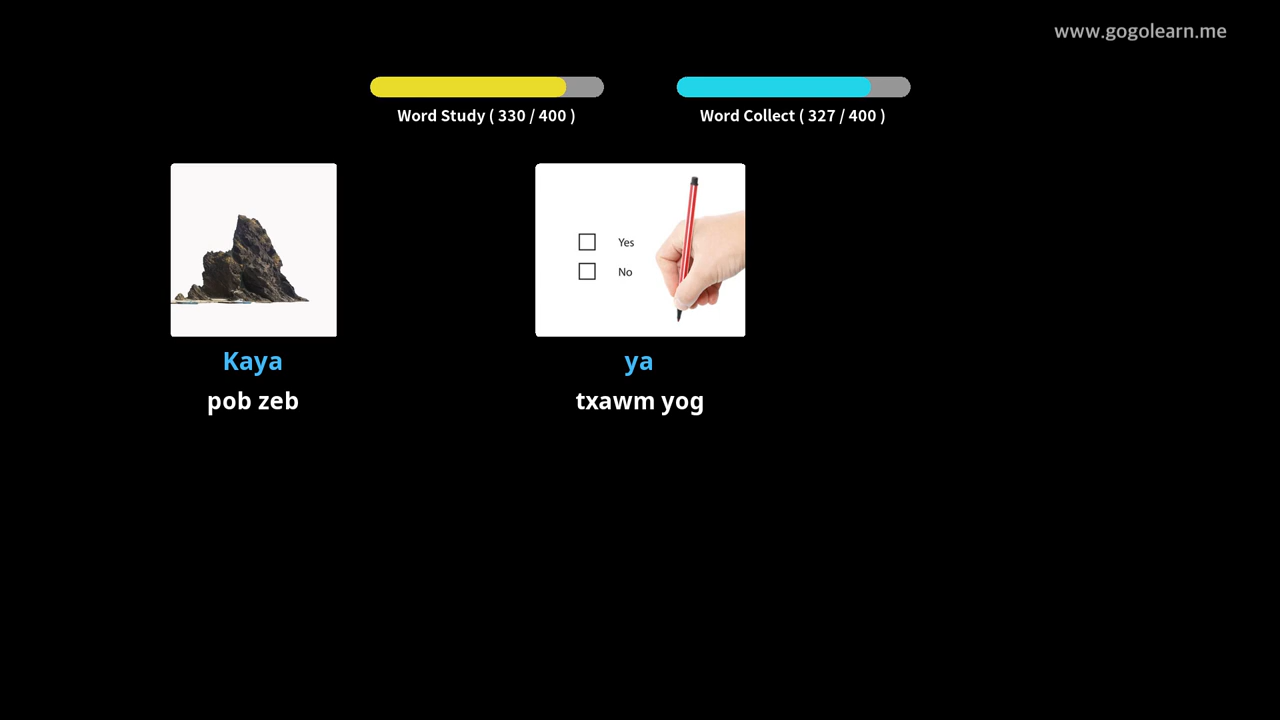 www.gogolearn.me
Word Study ( 330 / 400 )
Word Collect ( 327 / 400 )
Yes
No
Kaya
pob zeb
ya
txawm yog